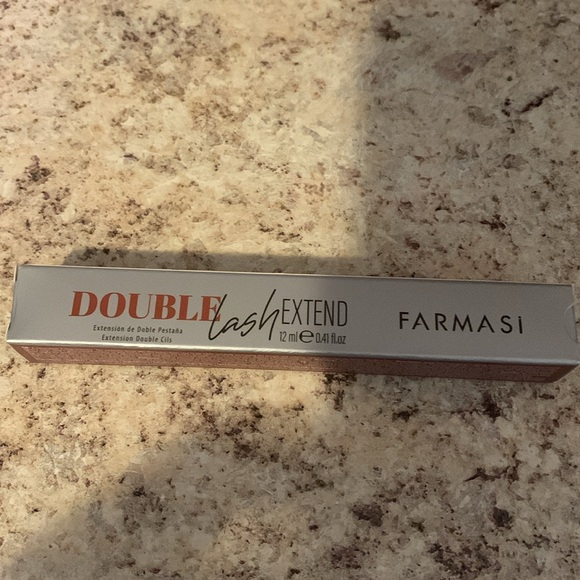 DOUBLE lash EXTEND
Extensión de Doble Pestaña
Extension Double Cils
12 ml e 0.41 fl.oz
FARMASi